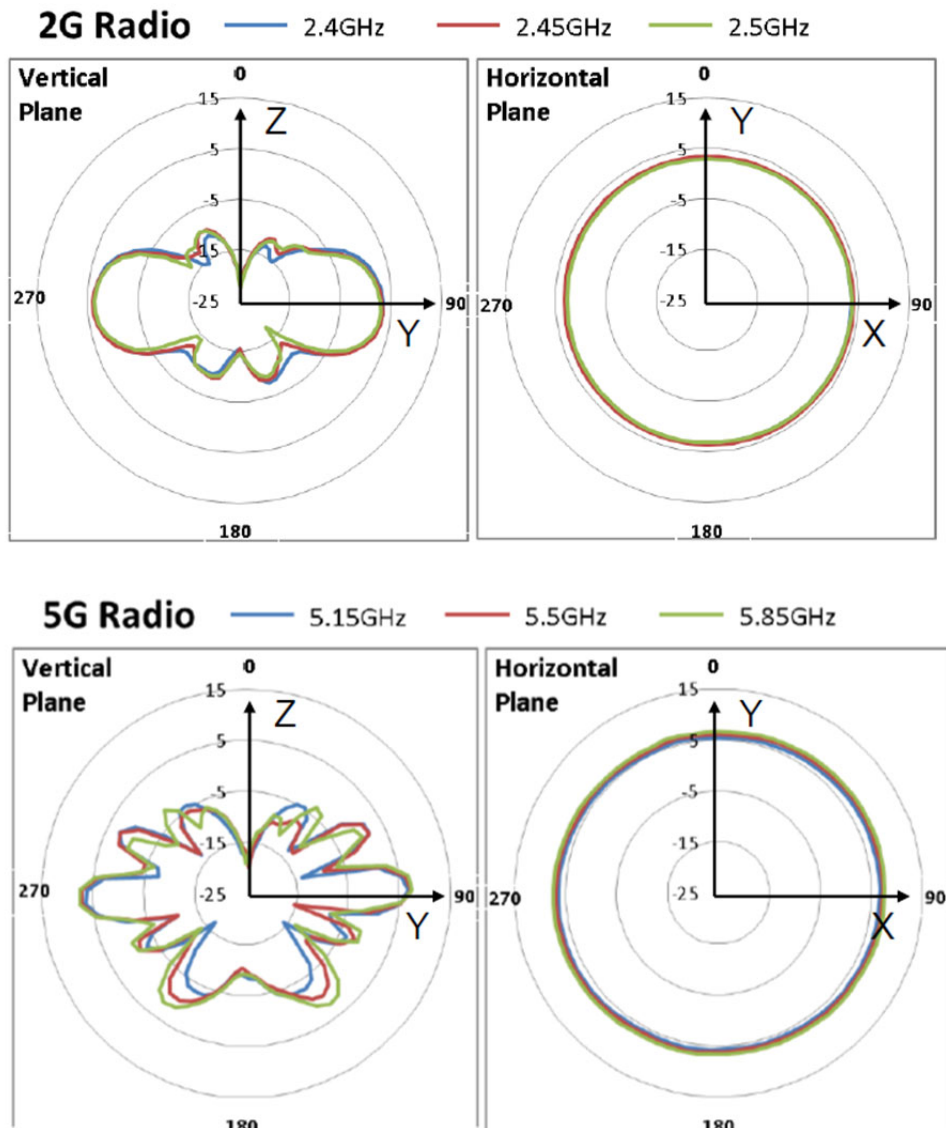 2G Radio 2.4GHz 2.45GHz 2.5GHz
Vertical
Plane
0
15
Z
5
-5
-15
-25
270
90
Y
180
Horizontal
Plane
0
15
Y
5
-5
-15
-25
270
90
X
180
5G Radio 5.15GHz 5.5GHz 5.85GHz
Vertical
Plane
0
15
Z
5
-5
-15
-25
270
90
Y
180
Horizontal
Plane
0
15
Y
5
-5
-15
-25
270
90
X
180